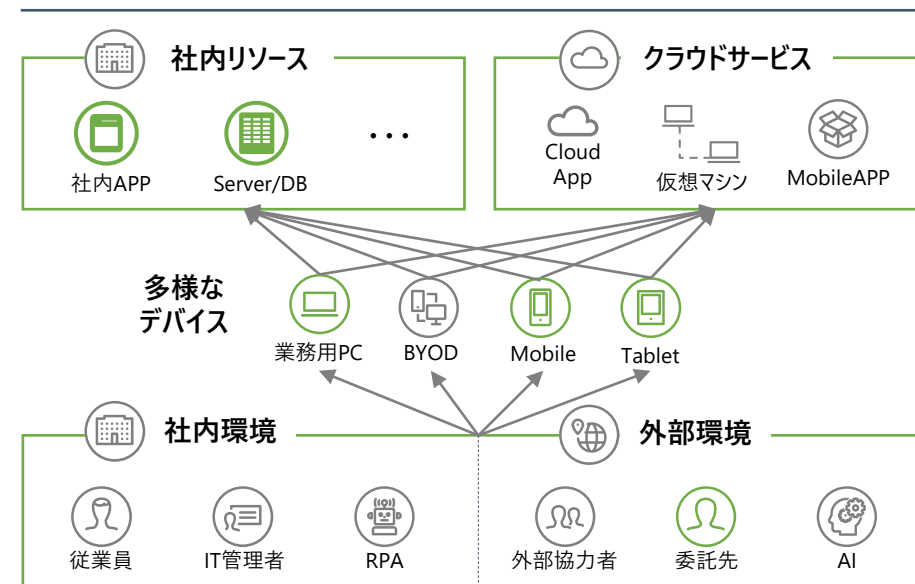 社内リソース
クラウドサービス
社内APP
Server/DB
・・・
Cloud
App
仮想マシン
MobileAPP
多様な
デバイス
業務用PC
BYOD
Mobile
Tablet
社内環境
外部環境
従業員
IT管理者
RPA
外部協力者
委託先
AI